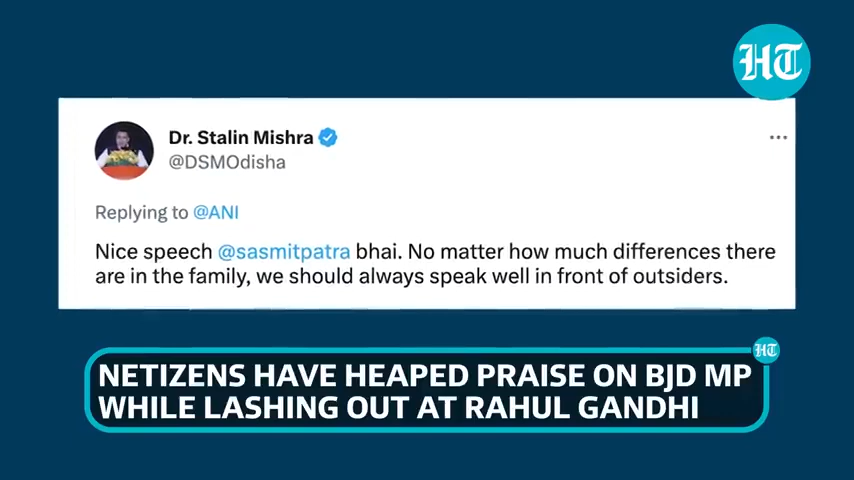 HT
Dr. Stalin Mishra
@DSMOdisha
Replying to @ANI
Nice speech @sasmitpatra bhai. No matter how much differences there
are in the family, we should always speak well in front of outsiders.
HT
NETIZENS HAVE HEAPED PRAISE ON BJD MP
WHILE LASHING OUT AT RAHUL GANDHI